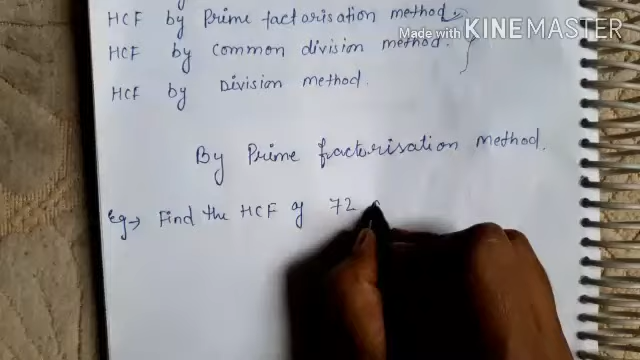 HCF by Prime factorisation method
Made with KINEMASTER
HCF by common division method.
HCF by Division method.
By Prime factorisation method.
Eg→ Find the HCF of 72